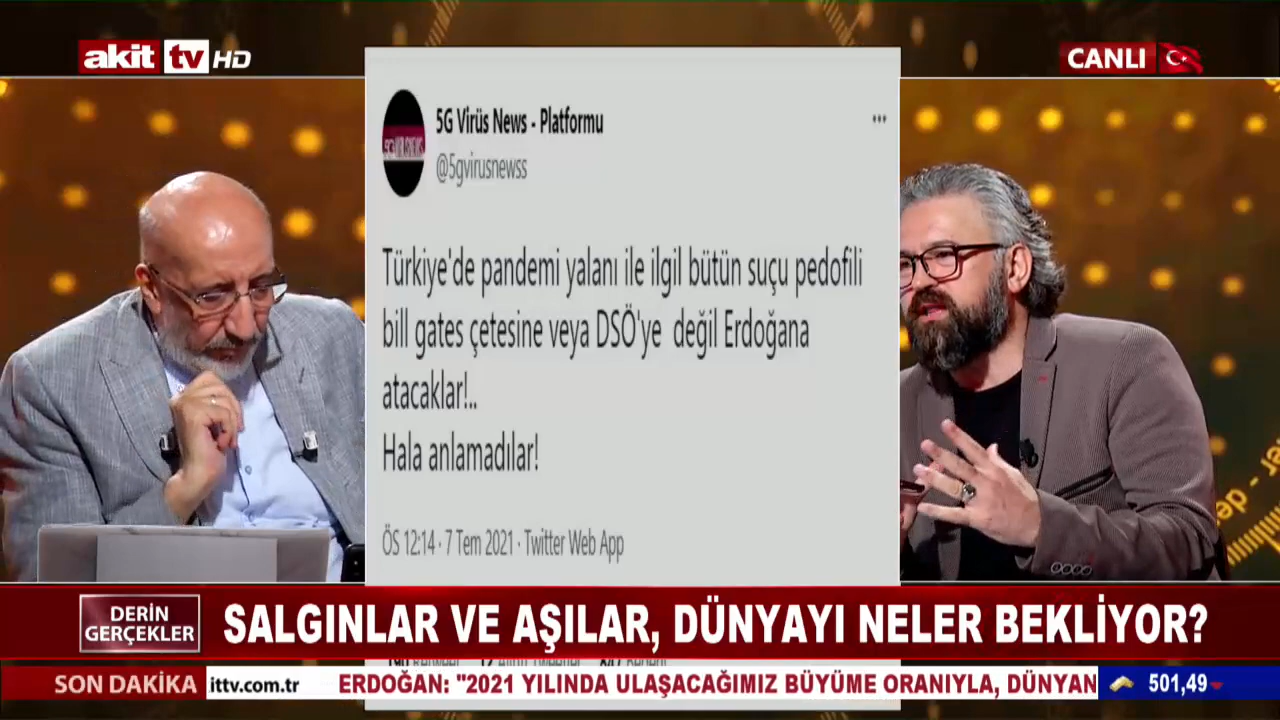 akit tv HD
CANLI
5G Virüs News - Platformu
@5gvirusnewss
Türkiye'de pandemi yalanı ile ilgil bütün suçu pedofili
bill gates çetesine veya DSÖ'ye değil Erdoğana
atacaklar!..
Hala anlamadılar!
ÖS 12:14 · 7 Tem 2021 · Twitter Web App
DERİN
GERÇEKLER
SALGINLAR VE AŞILAR, DÜNYAYI NELER BEKLİYOR?
SON DAKİKA
ittv.com.tr
ERDOĞAN: "2021 YILINDA ULAŞACAĞIMIZ BÜYÜME ORANIYLA, DÜNYAN
501,49